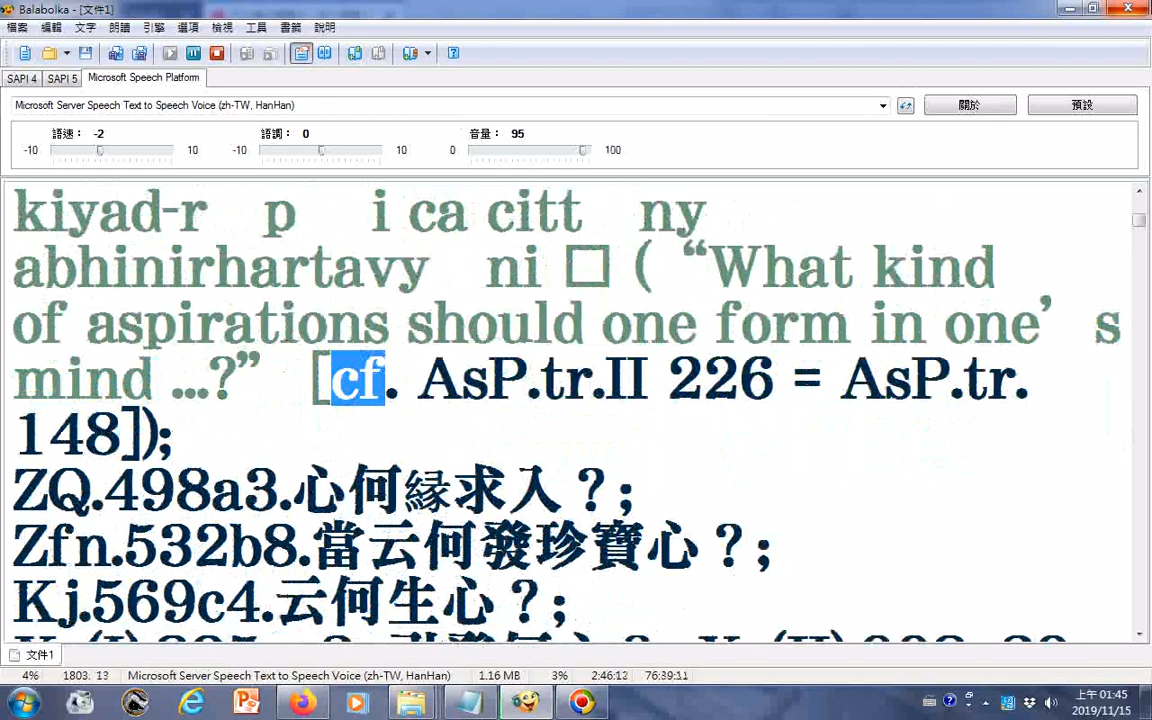 Balabolka - [文件1]
檔案 編輯 文字 朗讀 引擎 選項 檢視 工具 書籤 說明
SAPI 4 SAPI 5 Microsoft Speech Platform
Microsoft Server Speech Text to Speech Voice (zh-TW, HanHan) 關於 預設
語速： -2 語調： 0 音量： 95
-10 10 -10 10 0 100
kiyad-r p i ca citt ny
abhinirhartavy ni □ ( “What kind
of aspirations should one form in one’s
mind ...?” [cf. AsP.tr.II 226 = AsP.tr.
148]);
ZQ.498a3.心何縁求入？;
Zfn.532b8.當云何發珍寶心？;
Kj.569c4.云何生心？;
文件1
4% 1803. 13 Microsoft Server Speech Text to Speech Voice (zh-TW, HanHan) 1.16 MB 3% 2:46:12 76:39:11
上午 01:45
2019/11/15